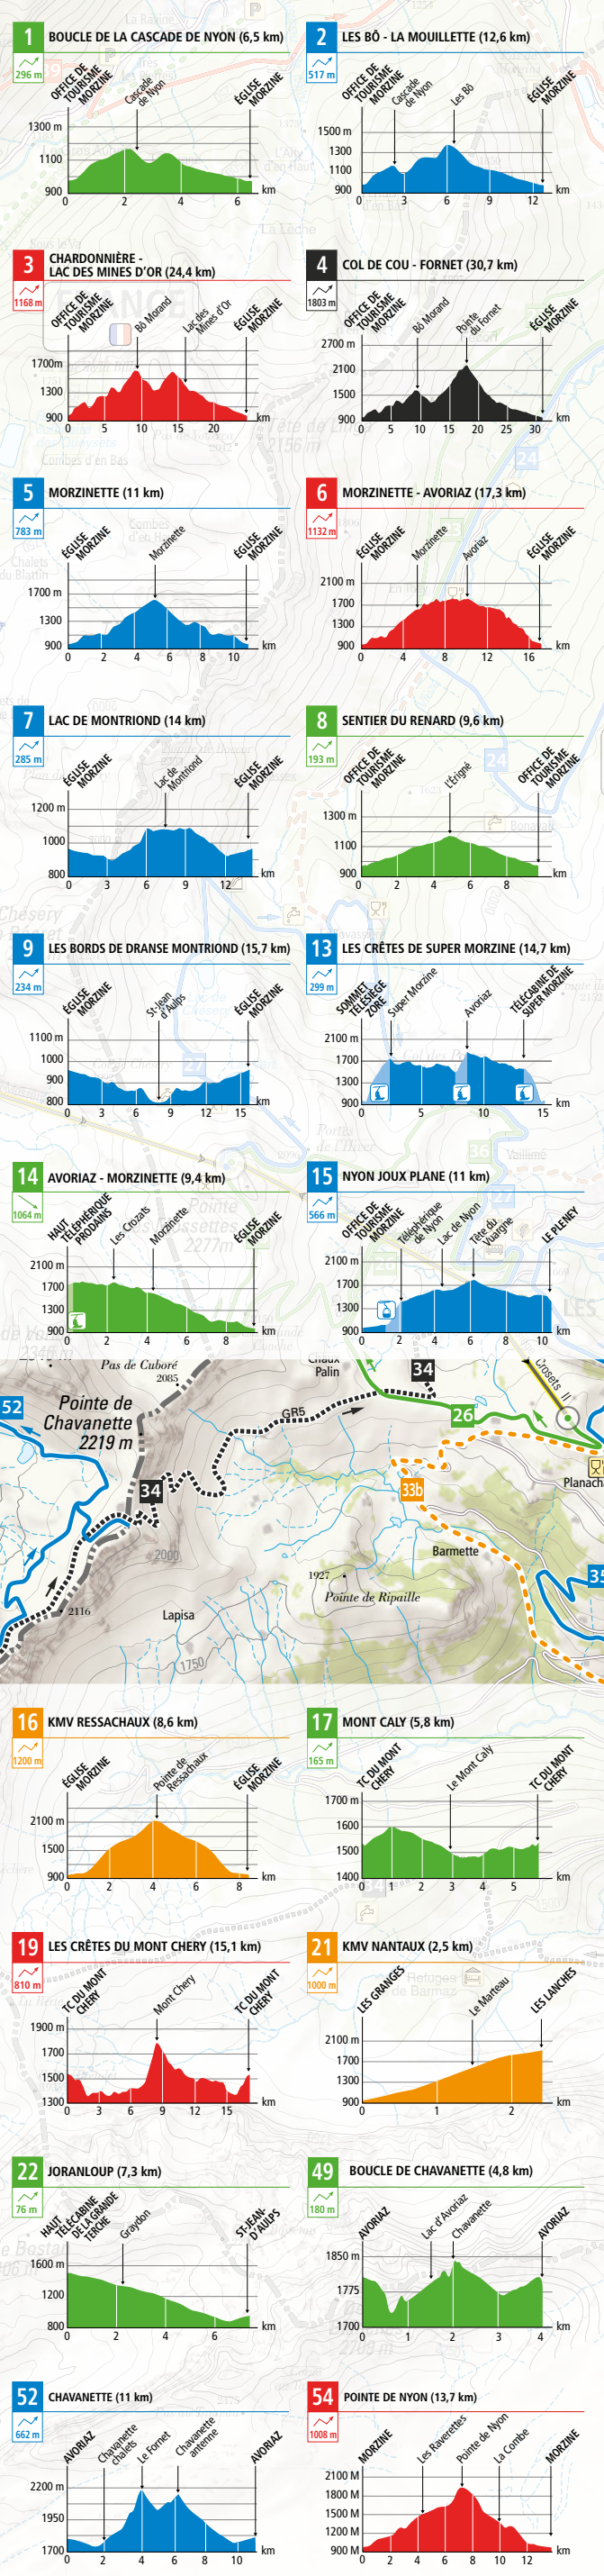 1 BOUCLE DE LA CASCADE DE NYON (6,5 km)
296 m
OFFICE DE TOURISME MORZINE
Cascade de Nyon
ÉGLISE MORZINE
1300 m
1100
900
0 2 4 6 km
2 LES BÔ - LA MOUILLETTE (12,6 km)
517 m
OFFICE DE TOURISME MORZINE
Cascade de Nyon
Les Bô
ÉGLISE MORZINE
1500 m
1300
1100
900
0 3 6 9 12 km
3 CHARDONNIÈRE -
LAC DES MINES D'OR (24,4 km)
1168 m
OFFICE DE TOURISME MORZINE
Bô Morand
Lac des Mines d'Or
ÉGLISE MORZINE
1700m
1300
900
0 5 10 15 20 km
4 COL DE COU - FORNET (30,7 km)
1803 m
OFFICE DE TOURISME MORZINE
Bô Morand
Pointe du Fornet
ÉGLISE MORZINE
2700 m
2100
1500
900
0 5 10 15 20 25 30 km
5 MORZINETTE (11 km)
783 m
ÉGLISE MORZINE
Morzinette
ÉGLISE MORZINE
1700 m
1300
900
0 2 4 6 8 10 km
6 MORZINETTE - AVORIAZ (17,3 km)
1132 m
ÉGLISE MORZINE
Morzinette
Avoriaz
ÉGLISE MORZINE
2100 m
1700
1300
900
0 4 8 12 16 km
7 LAC DE MONTRIOND (14 km)
285 m
ÉGLISE MORZINE
Lac de Montriond
ÉGLISE MORZINE
1200 m
1000
800
0 3 6 9 12 km
8 SENTIER DU RENARD (9,6 km)
193 m
OFFICE DE TOURISME MORZINE
L'Érigné
OFFICE DE TOURISME MORZINE
1300 m
1100
900
0 2 4 6 8 km
9 LES BORDS DE DRANSE MONTRIOND (15,7 km)
234 m
ÉGLISE MORZINE
St-Jean d'Aulps
ÉGLISE MORZINE
1100 m
1000
900
800
0 3 6 9 12 15 km
13 LES CRÊTES DE SUPER MORZINE (14,7 km)
299 m
SOMMET TÉLÉSIÈGE ZORE
Super Morzine
Avoriaz
TÉLÉCABINE DE SUPER MORZINE
2100 m
1700
1300
900
0 5 10 15 km
14 AVORIAZ - MORZINETTE (9,4 km)
1064 m
HAUT TÉLÉPHÉRIQUE PRODAINS
Les Crozats
Morzinette
ÉGLISE MORZINE
2100 m
1700
1300
900
0 2 4 6 8 km
15 NYON JOUX PLANE (11 km)
566 m
OFFICE DE TOURISME MORZINE
Téléphérique de Nyon
Lac de Nyon
Tête du Vuargne
LE PLENEY
2100 m
1700
1300
900
0 2 4 6 8 10 km
Pas de Cuboré
2085
Palin
34
Crosets II
52
Pointe de
Chavanette
2219 m
GR5
26
34
33b
Planach
2000
Barmette
1927
Pointe de Ripaille
35
2116
Lapisa
1750
16 KMV RESSACHAUX (8,6 km)
1200 m
ÉGLISE MORZINE
Pointe de Ressachaux
ÉGLISE MORZINE
2100 m
1500
900
0 2 4 6 8 km
17 MONT CALY (5,8 km)
165 m
TC DU MONT CHERY
Le Mont Caly
TC DU MONT CHERY
1700 m
1600
1500
1400
0 1 2 3 4 5 km
19 LES CRÊTES DU MONT CHERY (15,1 km)
810 m
TC DU MONT CHERY
Mont Chery
TC DU MONT CHERY
1900 m
1700
1500
1300
0 3 6 9 12 15 km
21 KMV NANTAUX (2,5 km)
1000 m
LES GRANGES
Le Marteau
LES LANCHES
2100 m
1700
1300
900
0 1 2 km
22 JORANLOUP (7,3 km)
76 m
HAUT TÉLÉCABINE DE LA GRANDE TERCHE
Graydon
ST-JEAN-D'AULPS
1600 m
1200
800
0 2 4 6 km
49 BOUCLE DE CHAVANETTE (4,8 km)
180 m
AVORIAZ
Lac d'Avoriaz
Chavanette
AVORIAZ
1850 m
1775
1700
0 1 2 3 4 km
52 CHAVANETTE (11 km)
662 m
AVORIAZ
Chavanette chalets
Le Fornet
Chavanette antenne
AVORIAZ
2200 m
1950
1700
0 2 4 6 8 10 km
54 POINTE DE NYON (13,7 km)
1008 m
MORZINE
Les Raverettes
Pointe de Nyon
La Combe
MORZINE
2100 M
1800 M
1500 M
1200 M
900 M
0 2 4 6 8 10 12 km